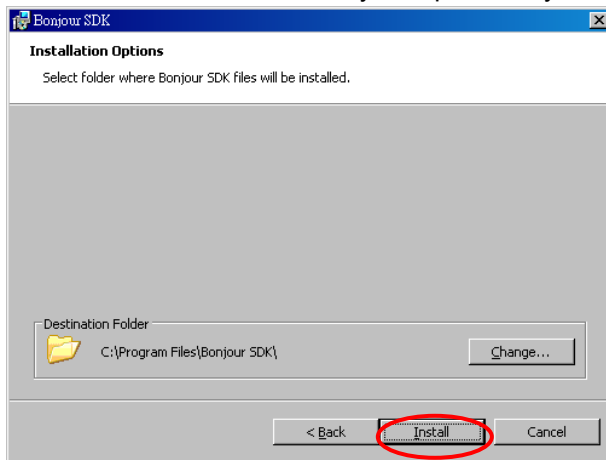 Bonjour SDK
Installation Options
Select folder where Bonjour SDK files will be installed.
Destination Folder
C:\Program Files\Bonjour SDK\
Change...
< Back
Install
Cancel